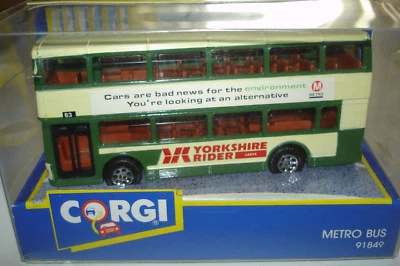 Cars are bad news for the environment
You're looking at an alternative
M
METRO
83
YORKSHIRE
RIDER
CORGI
METRO BUS
91849